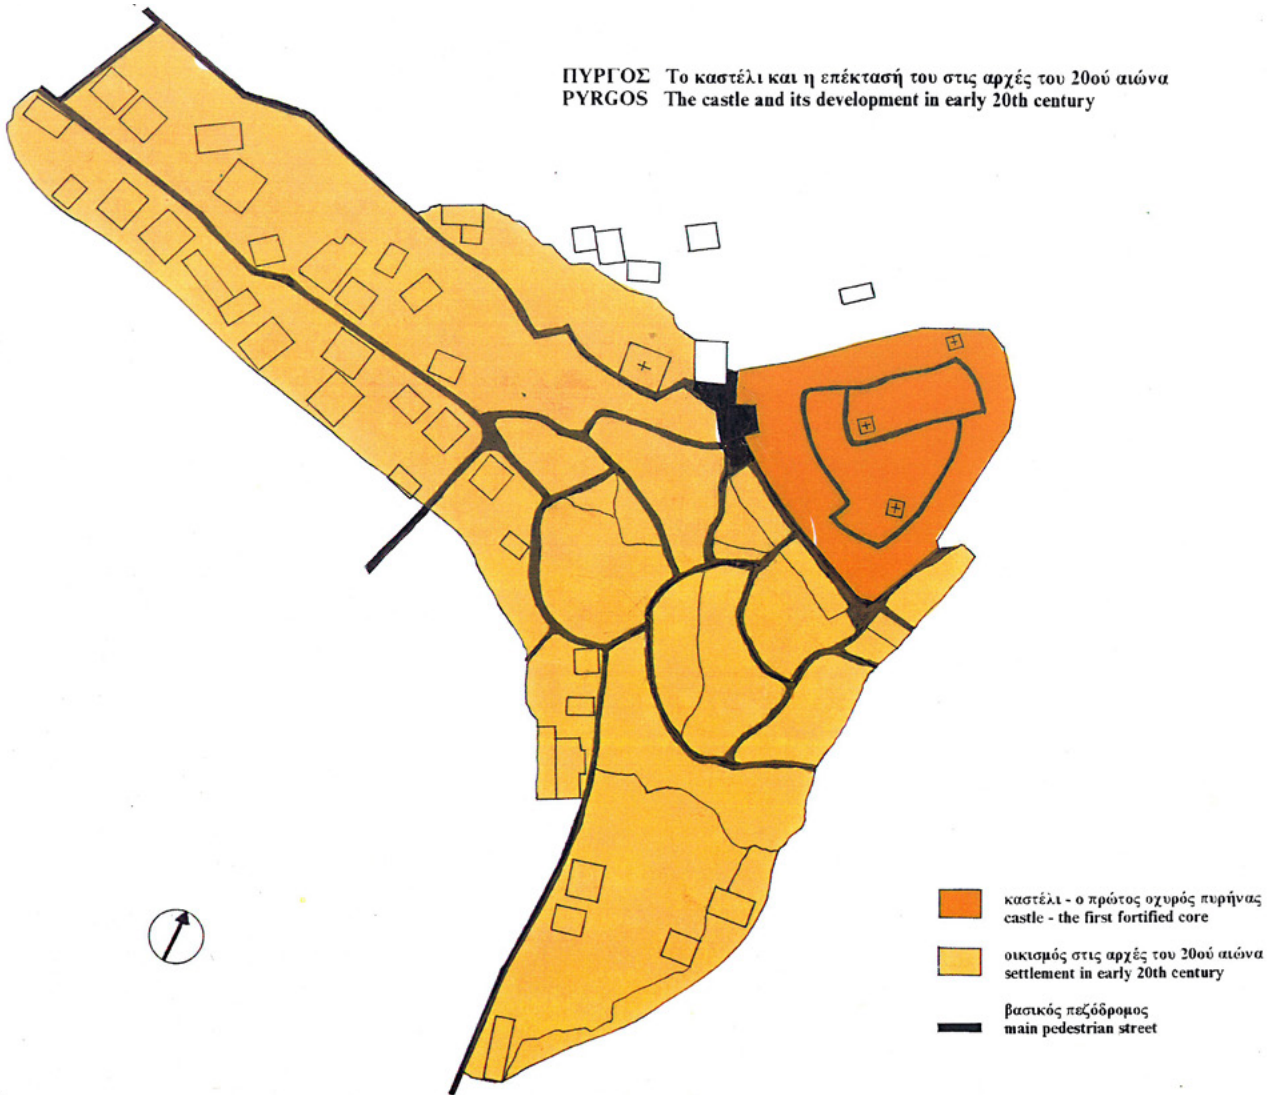 ΠΥΡΓΟΣ Το καστέλι και η επέκτασή του στις αρχές του 20ού αιώνα
PYRGOS The castle and its development in early 20th century
καστέλι - ο πρώτος οχυρός πυρήνας
castle - the first fortified core
οικισμός στις αρχές του 20ού αιώνα
settlement in early 20th century
βασικός πεζόδρομος
main pedestrian street